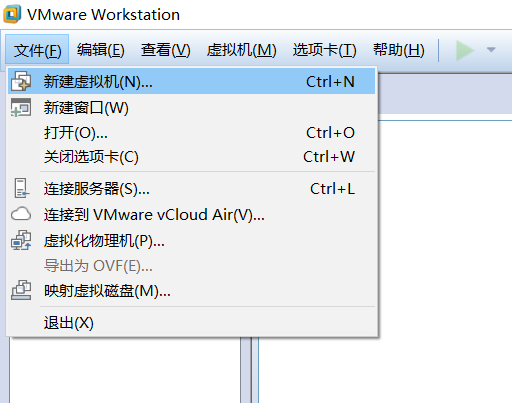 VMware Workstation
文件(F) 编辑(E) 查看(V) 虚拟机(M) 选项卡(T) 帮助(H)
新建虚拟机(N)... Ctrl+N
新建窗口(W)
打开(O)... Ctrl+O
关闭选项卡(C) Ctrl+W
连接服务器(S)... Ctrl+L
连接到 VMware vCloud Air(V)...
虚拟化物理机(P)...
导出为 OVF(E)...
映射虚拟磁盘(M)...
退出(X)